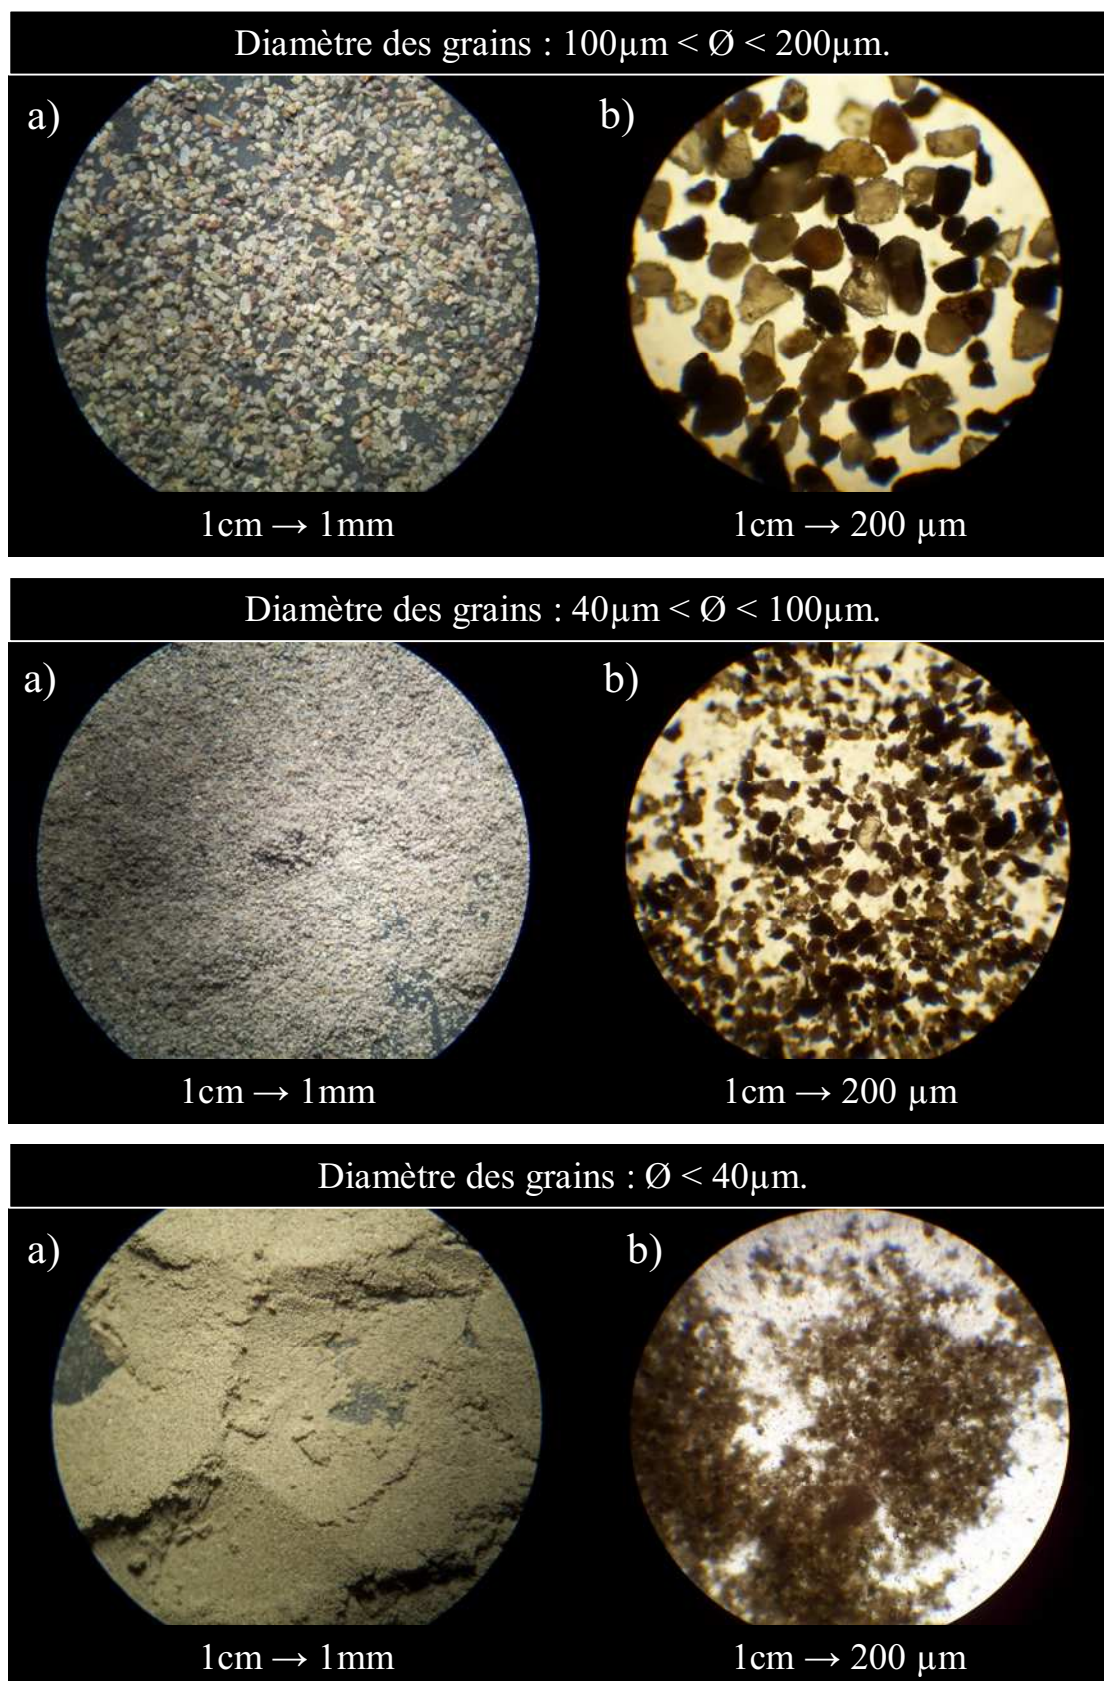 Diamètre des grains : 100µm < Ø < 200µm.
a)
b)
1cm → 1mm
1cm → 200 µm
Diamètre des grains : 40µm < Ø < 100µm.
a)
b)
1cm → 1mm
1cm → 200 µm
Diamètre des grains : Ø < 40µm.
a)
b)
1cm → 1mm
1cm → 200 µm